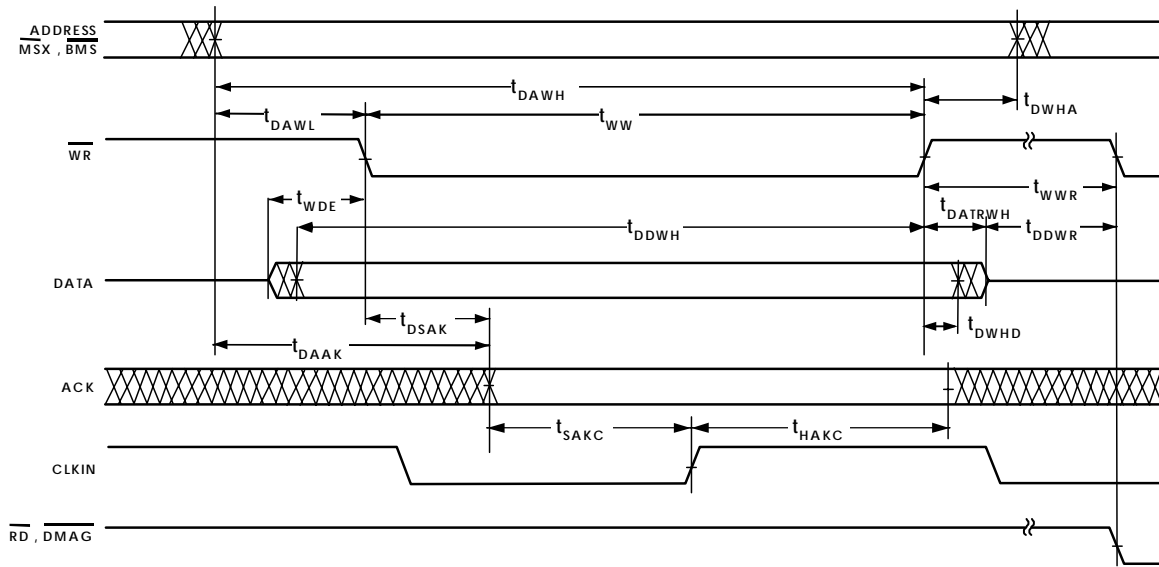 ADDRESS
MSX , BMS
tDAWH
tDWHA
tDAWL
tWW
WR
tWWR
tWDE
tDATRWH
tDDWH
tDDWR
DATA
tDSAK
tDWHD
tDAAK
ACK
tSAKC
tHAKC
CLKIN
RD , DMAG